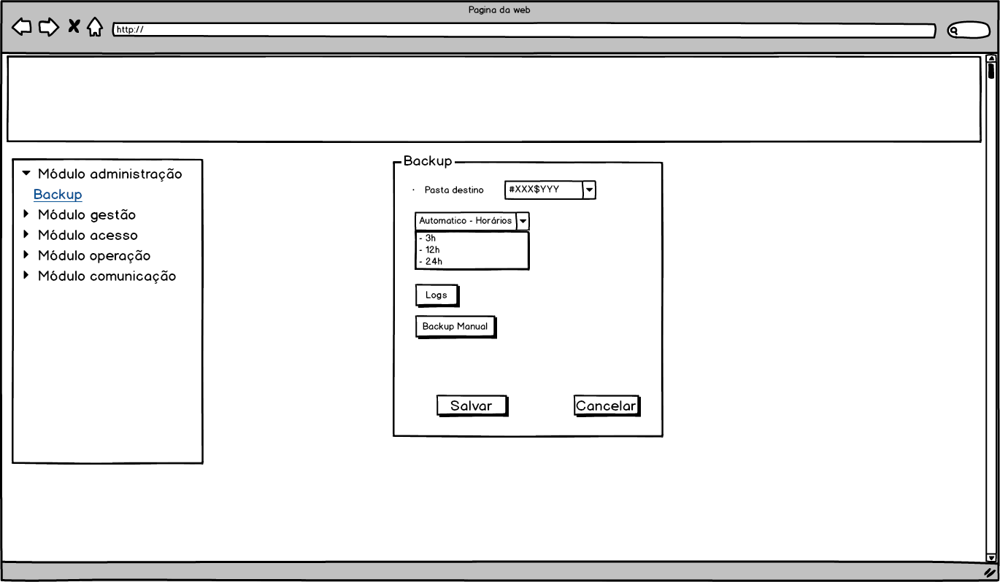 Pagina da web
http://
Módulo administração
Backup
Módulo gestão
Módulo acesso
Módulo operação
Módulo comunicação
Backup
· Pasta destino #XXX$YYY
Automatico - Horários
- 3h
- 12h
- 24h
Logs
Backup Manual
Salvar Cancelar